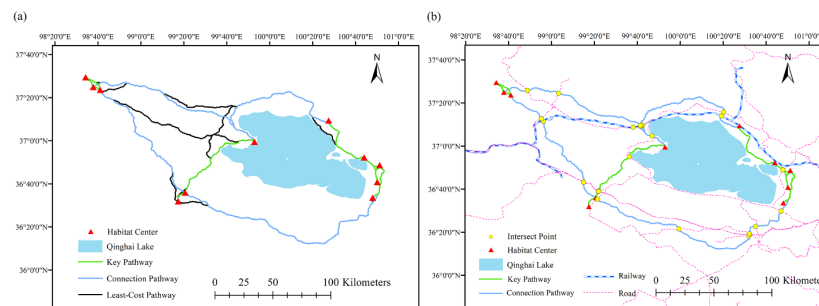 (a)
98°20'0"E 98°40'0"E 99°0'0"E 99°20'0"E 99°40'0"E 100°0'0"E 100°20'0"E 100°40'0"E 101°0'0"E
37°40'0"N
37°20'0"N
37°0'0"N
36°40'0"N
36°20'0"N
36°0'0"N
N
Habitat Center
Qinghai Lake
Key Pathway
Connection Pathway
Least-Cost Pathway
0 25 50 100 Kilometers
(b)
98°20'0"E 98°40'0"E 99°0'0"E 99°20'0"E 99°40'0"E 100°0'0"E 100°20'0"E 100°40'0"E 101°0'0"E
37°40'0"N
37°20'0"N
37°0'0"N
36°40'0"N
36°20'0"N
36°0'0"N
N
Intersect Point
Habitat Center
Qinghai Lake
Key Pathway
Connection Pathway
Railway
Road
0 25 50 100
Kilometers